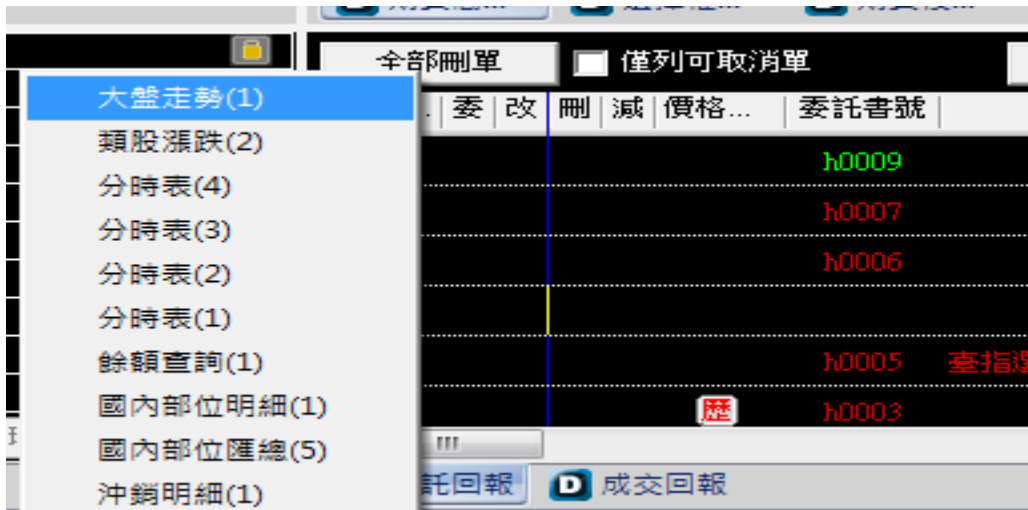 全部刪單 僅列可取消單
委 改 刪 減 價格... 委託書號
大盤走勢(1)
類股漲跌(2)
分時表(4)
分時表(3)
分時表(2)
分時表(1)
餘額查詢(1)
國內部位明細(1)
國內部位匯總(5)
沖銷明細(1)
h0009
h0007
h0006
h0005 臺指選
歷 h0003
託回報 D 成交回報